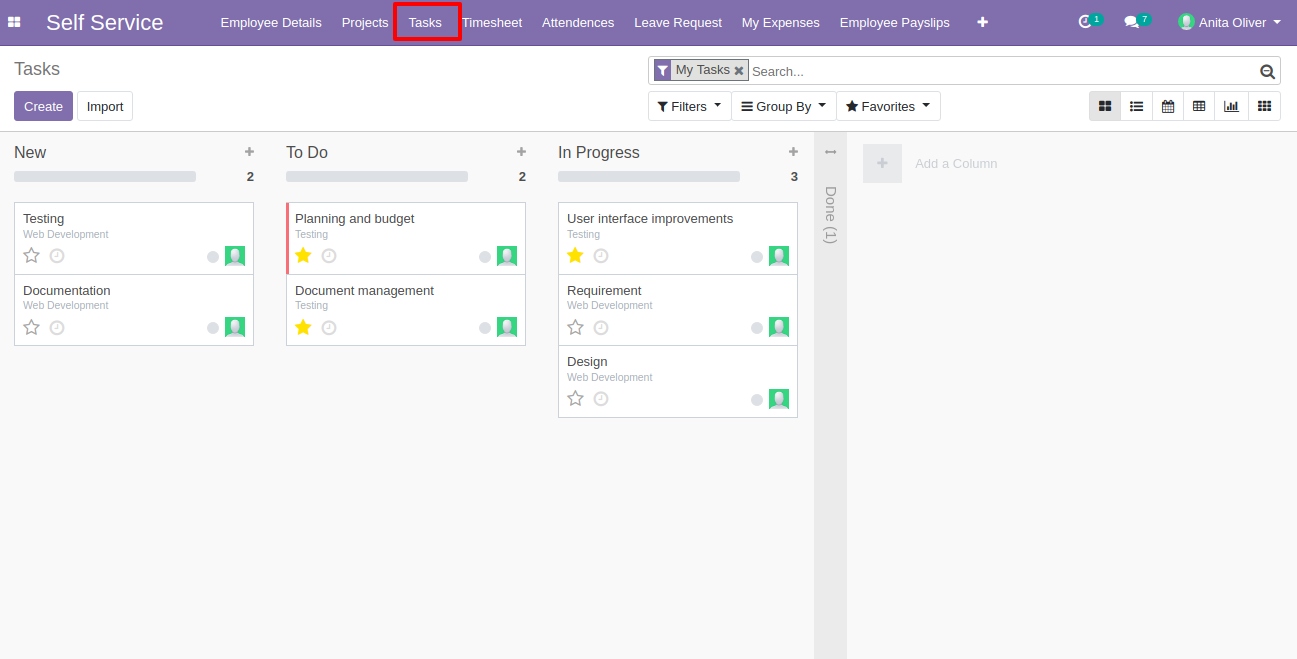 Self Service Employee Details Projects Tasks Timesheet Attendences Leave Request My Expenses Employee Payslips 1 7 Anita Oliver
Tasks
My Tasks Search...
Create Import
Filters Group By Favorites
New
2
To Do
2
In Progress
3
Done (1)
Add a Column
Testing
Web Development
Documentation
Web Development
Planning and budget
Testing
Document management
Testing
User interface improvements
Testing
Requirement
Web Development
Design
Web Development